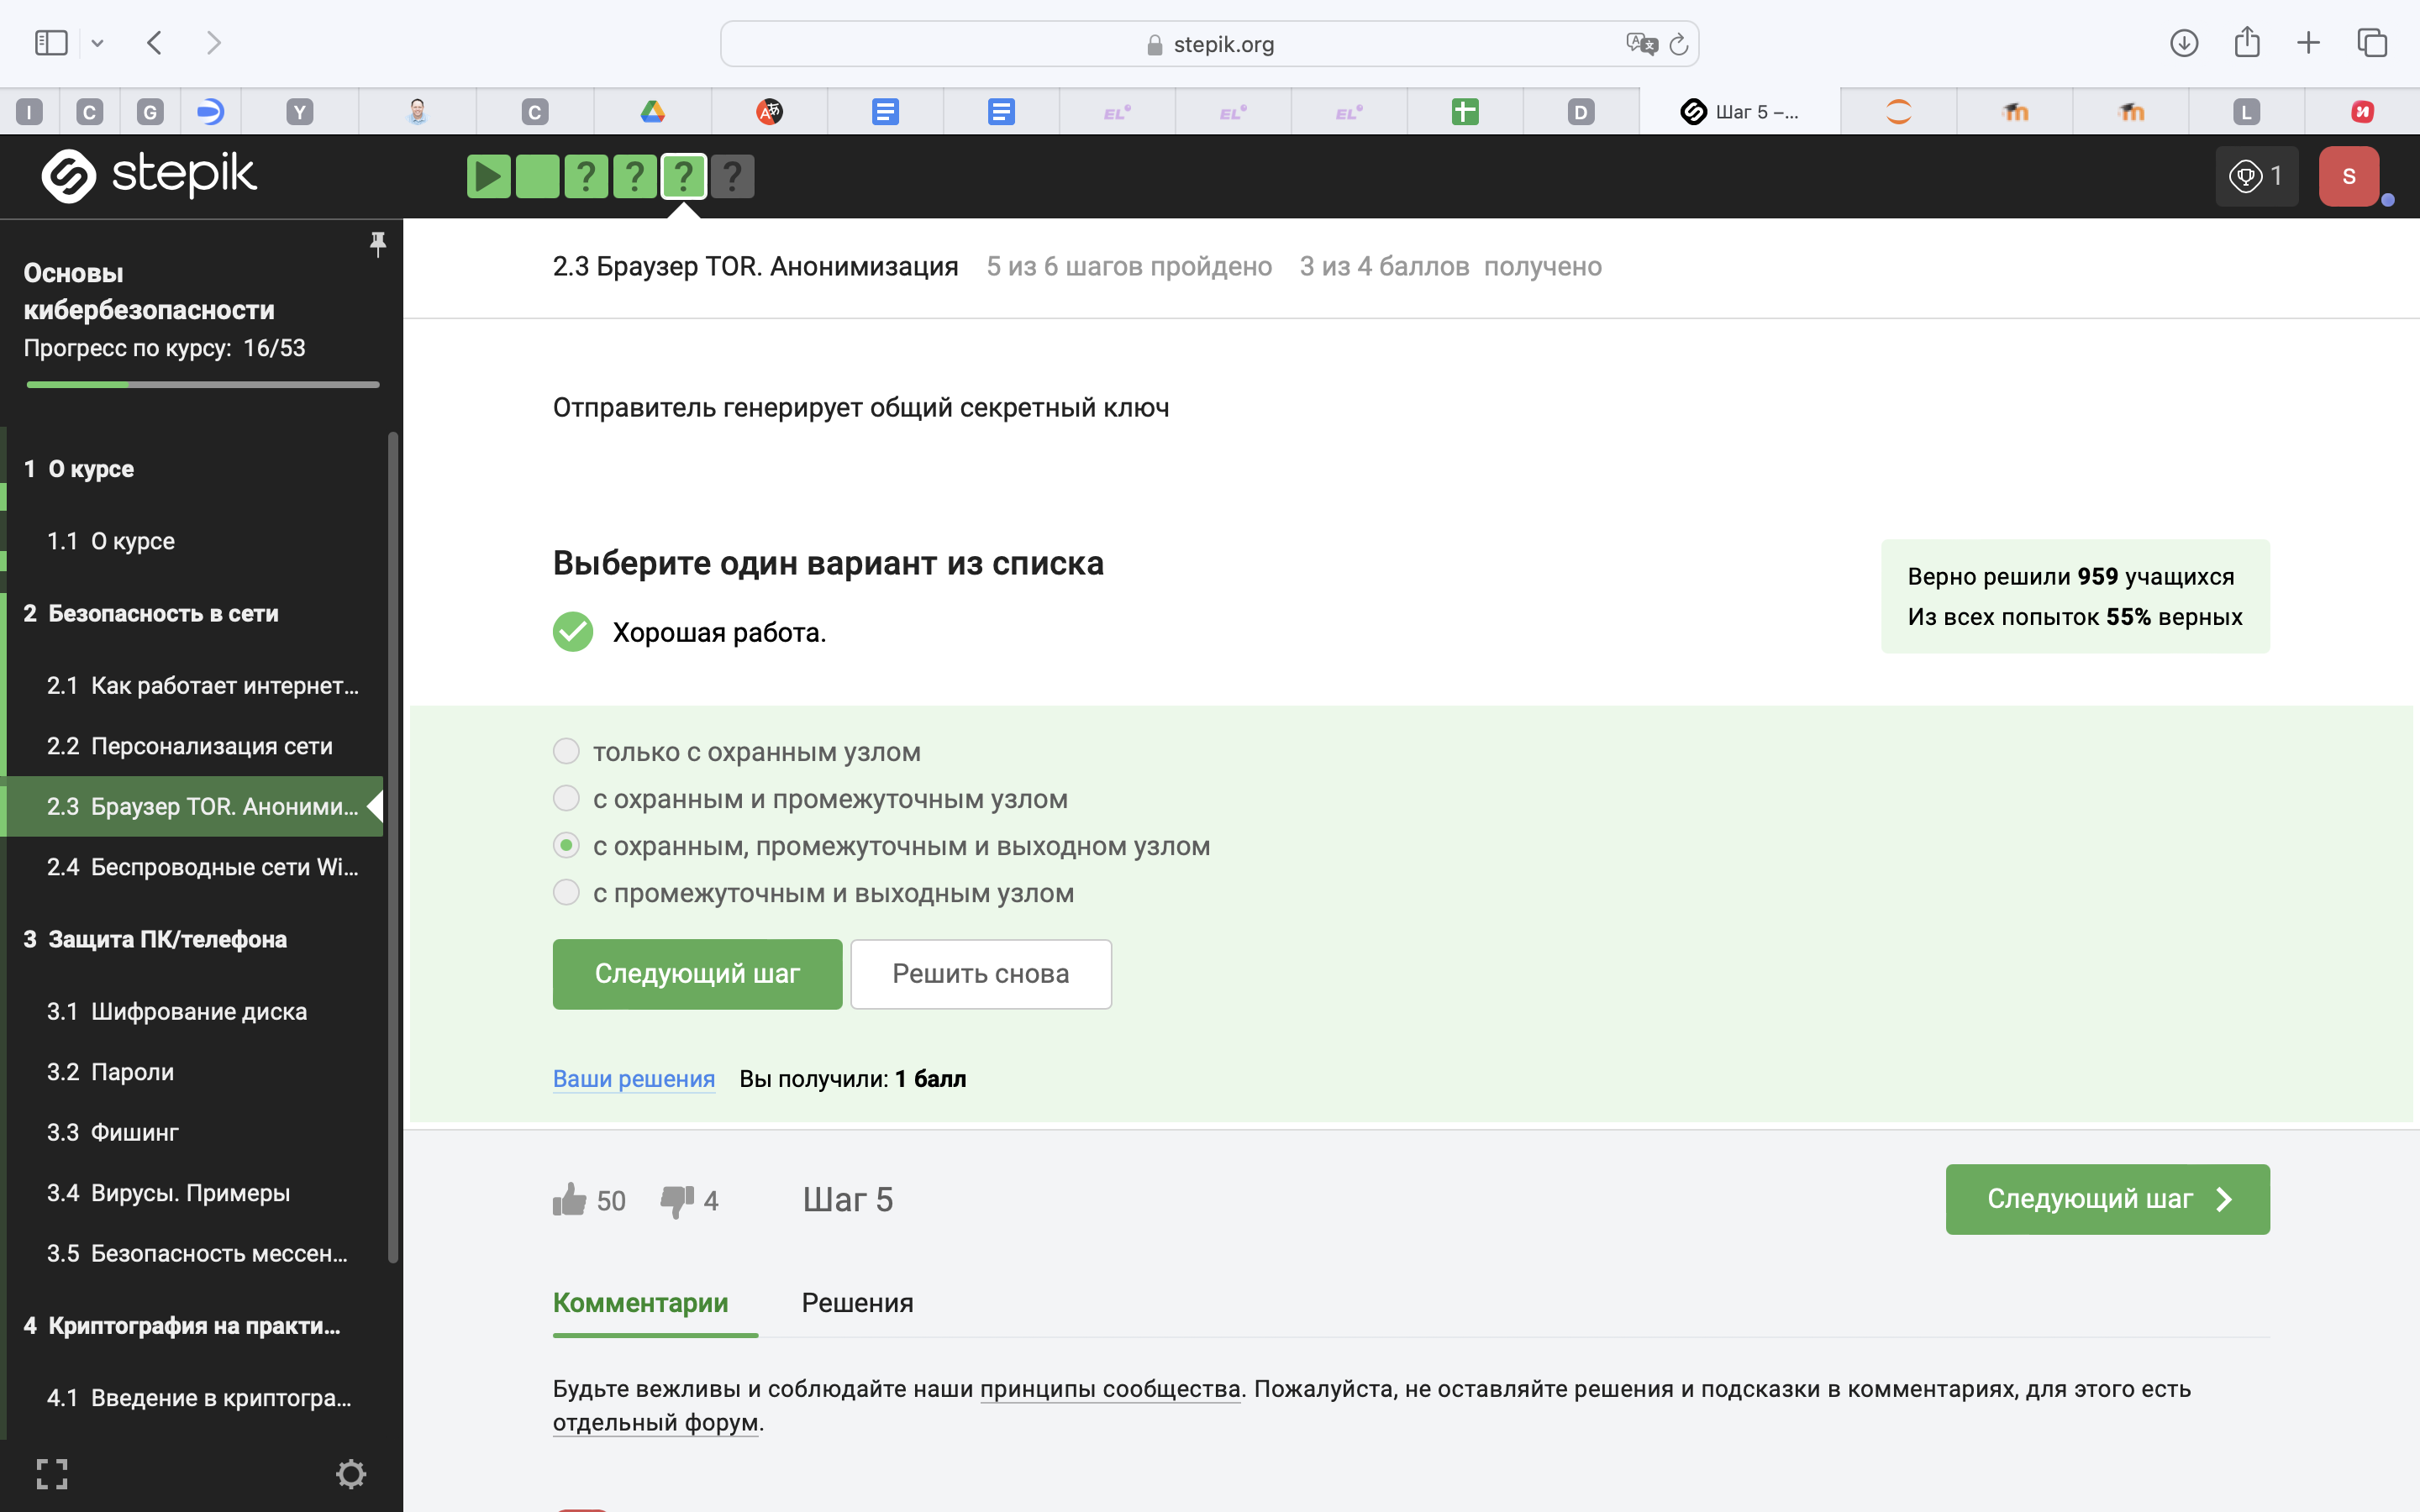 stepik.org
I
C
G
Y
C
EL
EL
EL
D
Шаг 5 –...
L
stepik
1
S
Основы
кибербезопасности
Прогресс по курсу: 16/53
1 О курсе
1.1 О курсе
2 Безопасность в сети
2.1 Как работает интернет...
2.2 Персонализация сети
2.3 Браузер TOR. Аноними...
2.4 Беспроводные сети Wi...
3 Защита ПК/телефона
3.1 Шифрование диска
3.2 Пароли
3.3 Фишинг
3.4 Вирусы. Примеры
3.5 Безопасность мессен...
4 Криптография на практи...
4.1 Введение в криптогра...
2.3 Браузер TOR. Анонимизация 5 из 6 шагов пройдено 3 из 4 баллов получено
Отправитель генерирует общий секретный ключ
Выберите один вариант из списка
Хорошая работа.
Верно решили 959 учащихся
Из всех попыток 55% верных
только с охранным узлом
с охранным и промежуточным узлом
с охранным, промежуточным и выходном узлом
с промежуточным и выходным узлом
Следующий шаг
Решить снова
Ваши решения Вы получили: 1 балл
50 4 Шаг 5
Следующий шаг
Комментарии Решения
Будьте вежливы и соблюдайте наши принципы сообщества. Пожалуйста, не оставляйте решения и подсказки в комментариях, для этого есть
отдельный форум.